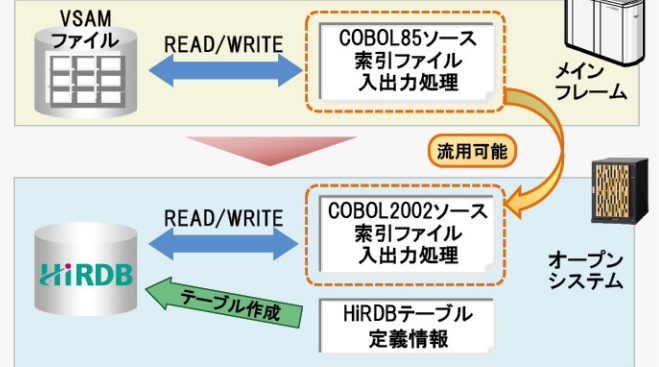 VSAM
ファイル
READ/WRITE
COBOL85ソース
索引ファイル
入出力処理
メイン
フレーム
流用可能
HiRDB
READ/WRITE
COBOL2002ソース
索引ファイル
入出力処理
オープン
システム
テーブル作成
HiRDBテーブル
定義情報